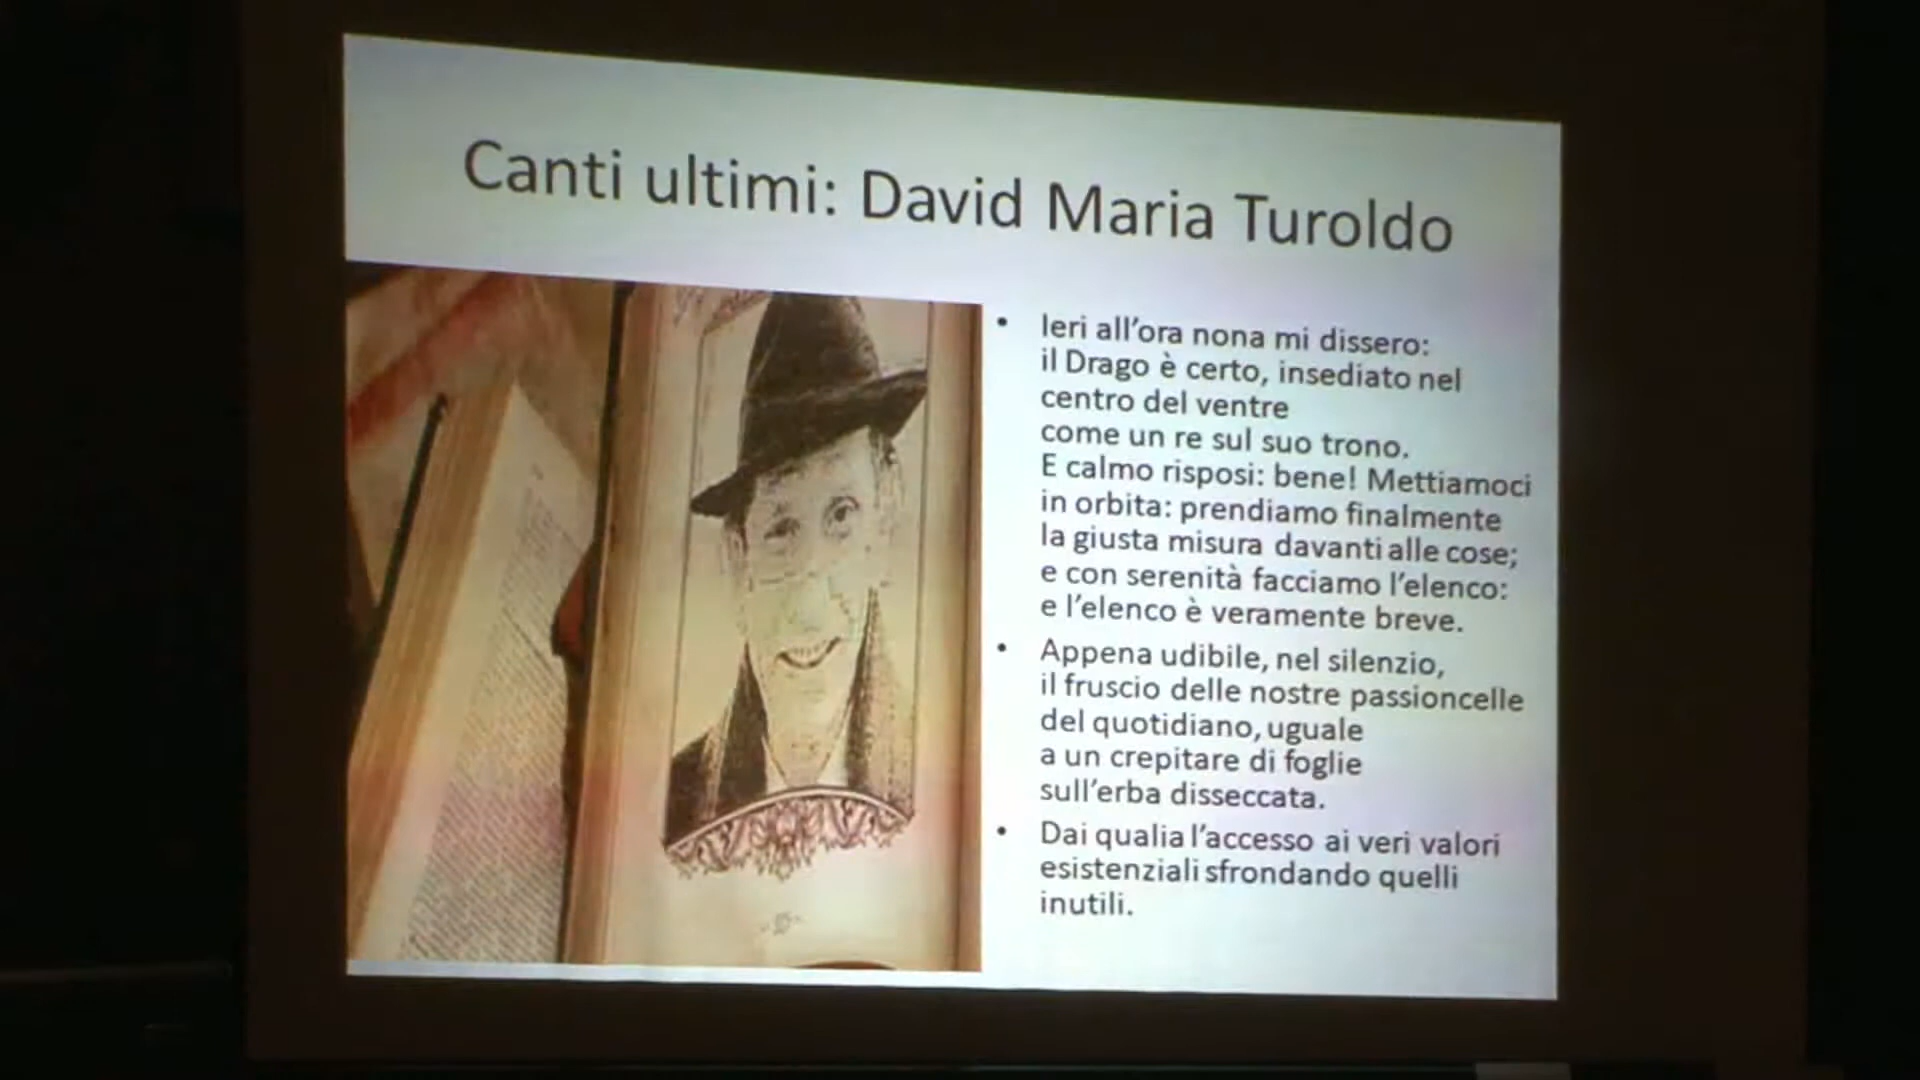 Canti ultimi: David Maria Turoldo
• Ieri all'ora nona mi dissero:
il Drago è certo, insediato nel
centro del ventre
come un re sul suo trono.
E calmo risposi: bene! Mettiamoci
in orbita: prendiamo finalmente
la giusta misura davanti alle cose;
e con serenità facciamo l'elenco:
e l'elenco è veramente breve.
• Appena udibile, nel silenzio,
il fruscio delle nostre passioncelle
del quotidiano, uguale
a un crepitare di foglie
sull'erba disseccata.
• Dai qualia l'accesso ai veri valori
esistenziali sfrondando quelli
inutili.